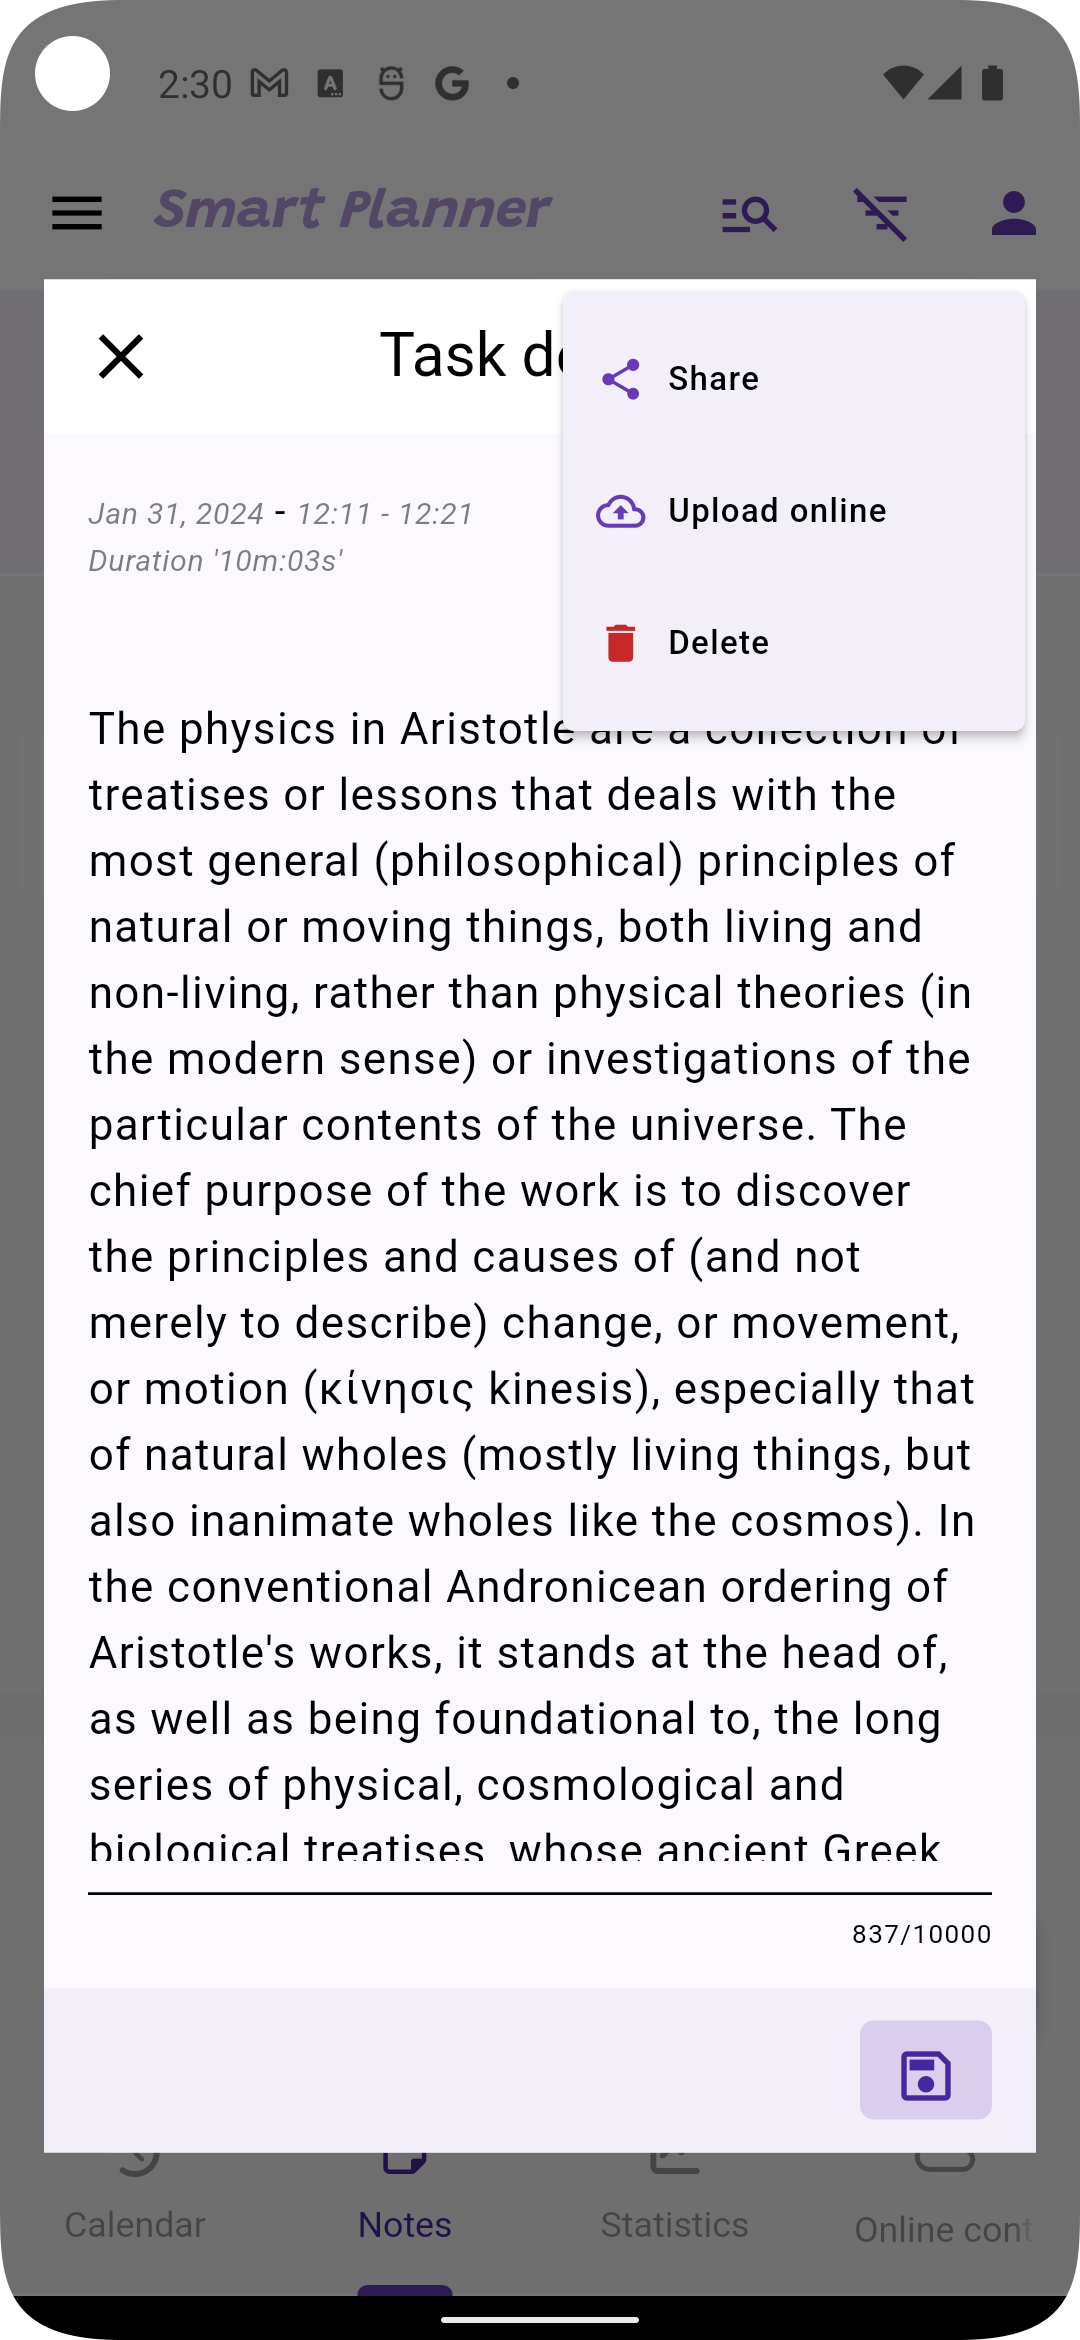 2:30
Smart Planner
Task d
Share
Upload online
Delete
Jan 31, 2024 - 12:11 - 12:21
Duration '10m:03s'
The physics in Aristotle are a collection of
treatises or lessons that deals with the
most general (philosophical) principles of
natural or moving things, both living and
non-living, rather than physical theories (in
the modern sense) or investigations of the
particular contents of the universe. The
chief purpose of the work is to discover
the principles and causes of (and not
merely to describe) change, or movement,
or motion (κίνησις kinesis), especially that
of natural wholes (mostly living things, but
also inanimate wholes like the cosmos). In
the conventional Andronicean ordering of
Aristotle's works, it stands at the head of,
as well as being foundational to, the long
series of physical, cosmological and
biological treatises, whose ancient Greek
837/10000
Calendar
Notes
Statistics
Online cont